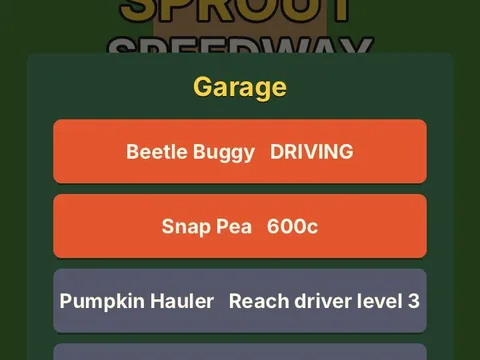 SPROUT
SPEEDWAY
Garage
Beetle Buggy DRIVING
Snap Pea 600c
Pumpkin Hauler Reach driver level 3